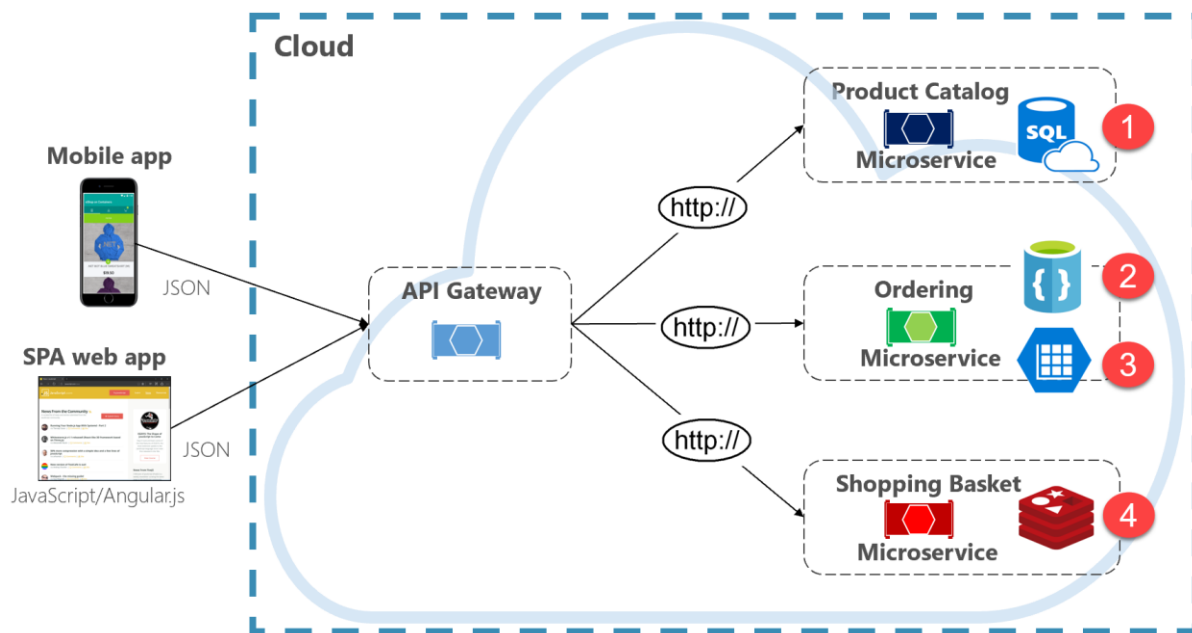 Cloud
Product Catalog
SQL
1
Microservice
Mobile app
http://
JSON
API Gateway
Ordering
{ }
2
http://
Microservice
3
SPA web app
JSON
http://
Shopping Basket
4
Microservice
JavaScript/Angular.js